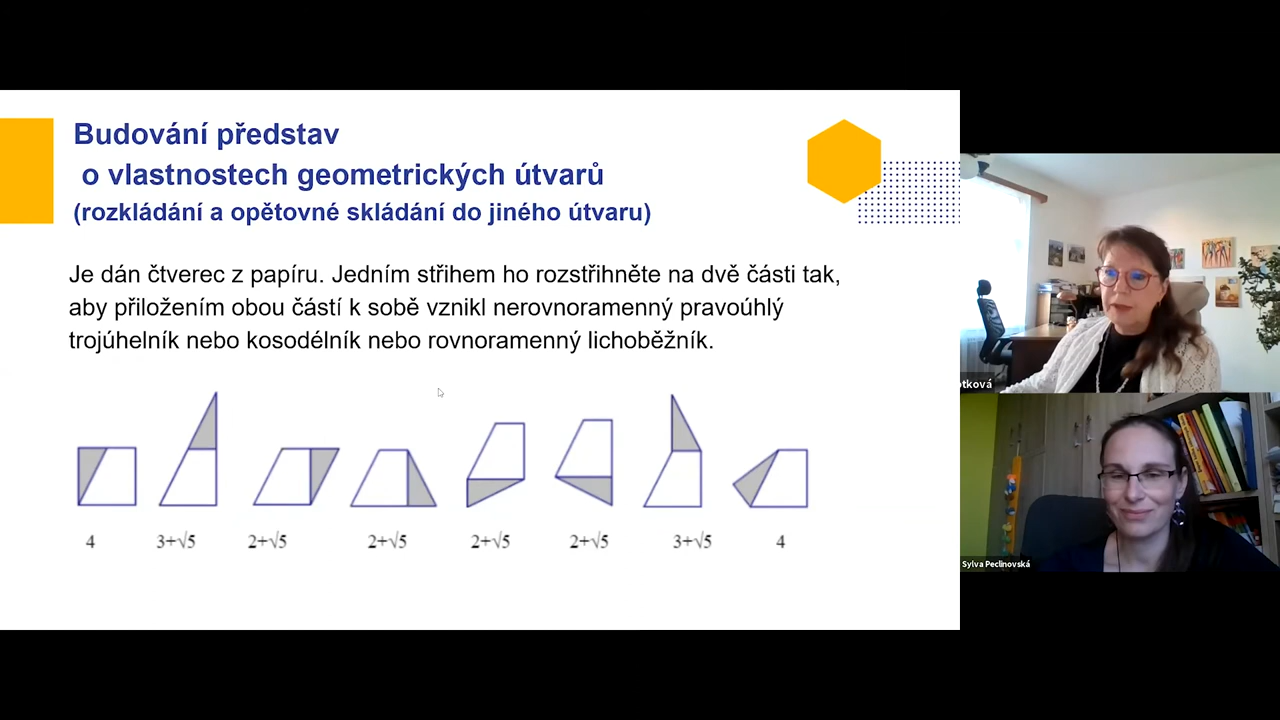 Budování představ
o vlastnostech geometrických útvarů
(rozkládání a opětovné skládání do jiného útvaru)
Je dán čtverec z papíru. Jedním střihem ho rozstřihněte na dvě části tak,
aby přiložením obou částí k sobě vznikl nerovnoramenný pravoúhlý
trojúhelník nebo kosodélník nebo rovnoramenný lichoběžník.
4 3+√5 2+√5 2+√5 2+√5 2+√5 3+√5 4
otková
Sylva Peclinovská